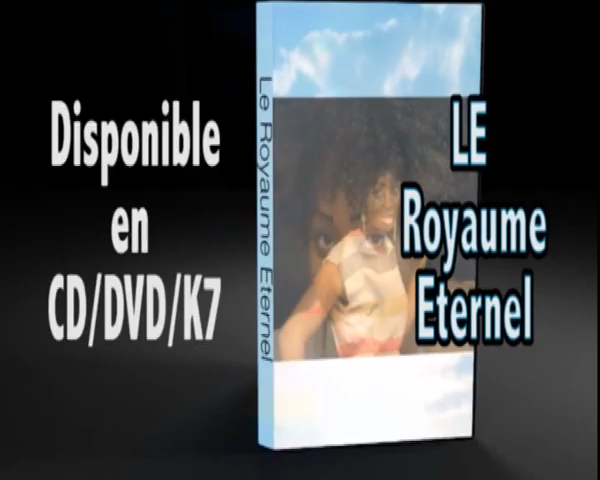 Disponible
en
CD/DVD/K7
Le Royaume Eternel
LE
Royaume
Eternel